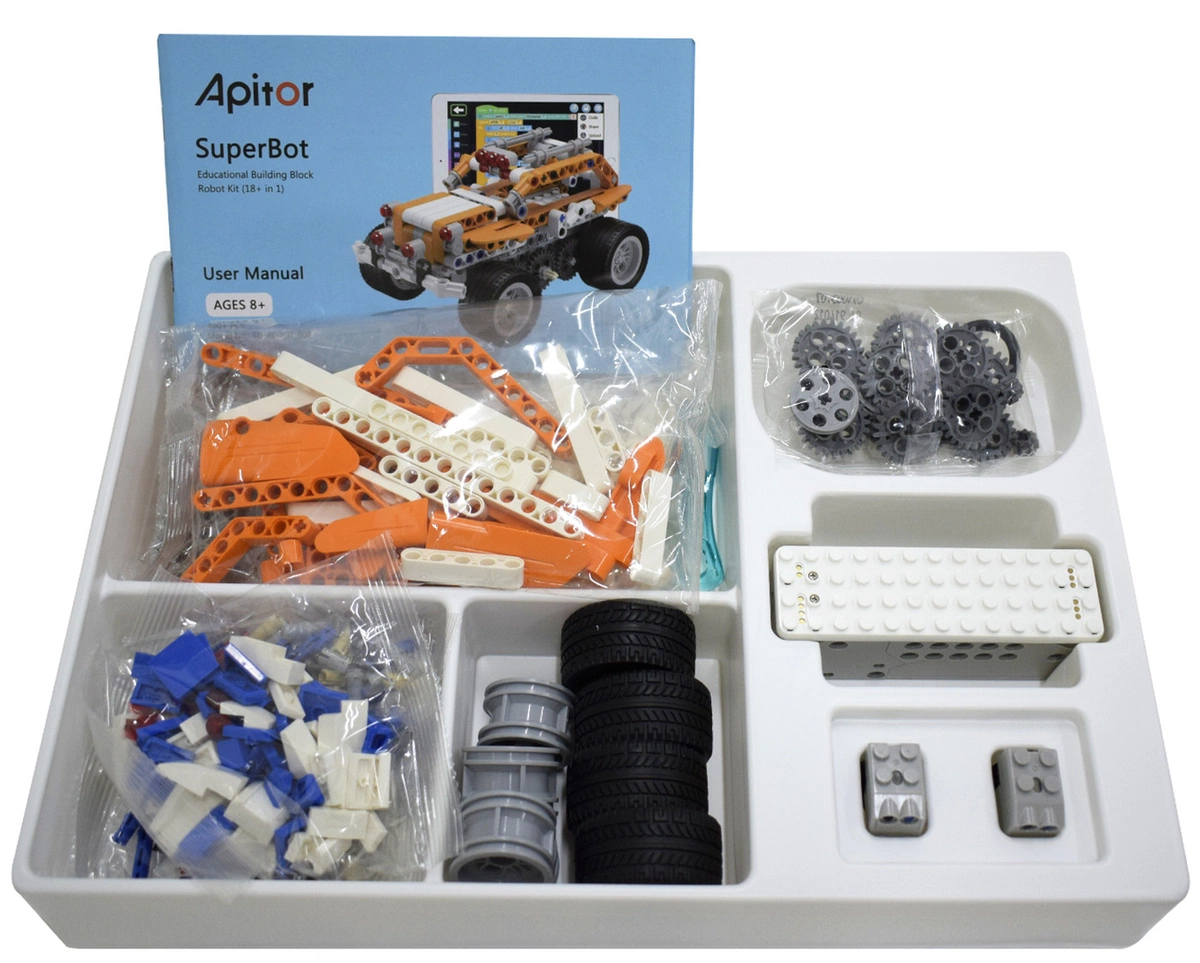 Apitor
SuperBot
Educational Building Block
Robot Kit (18+ in 1)
User Manual
AGES 8+